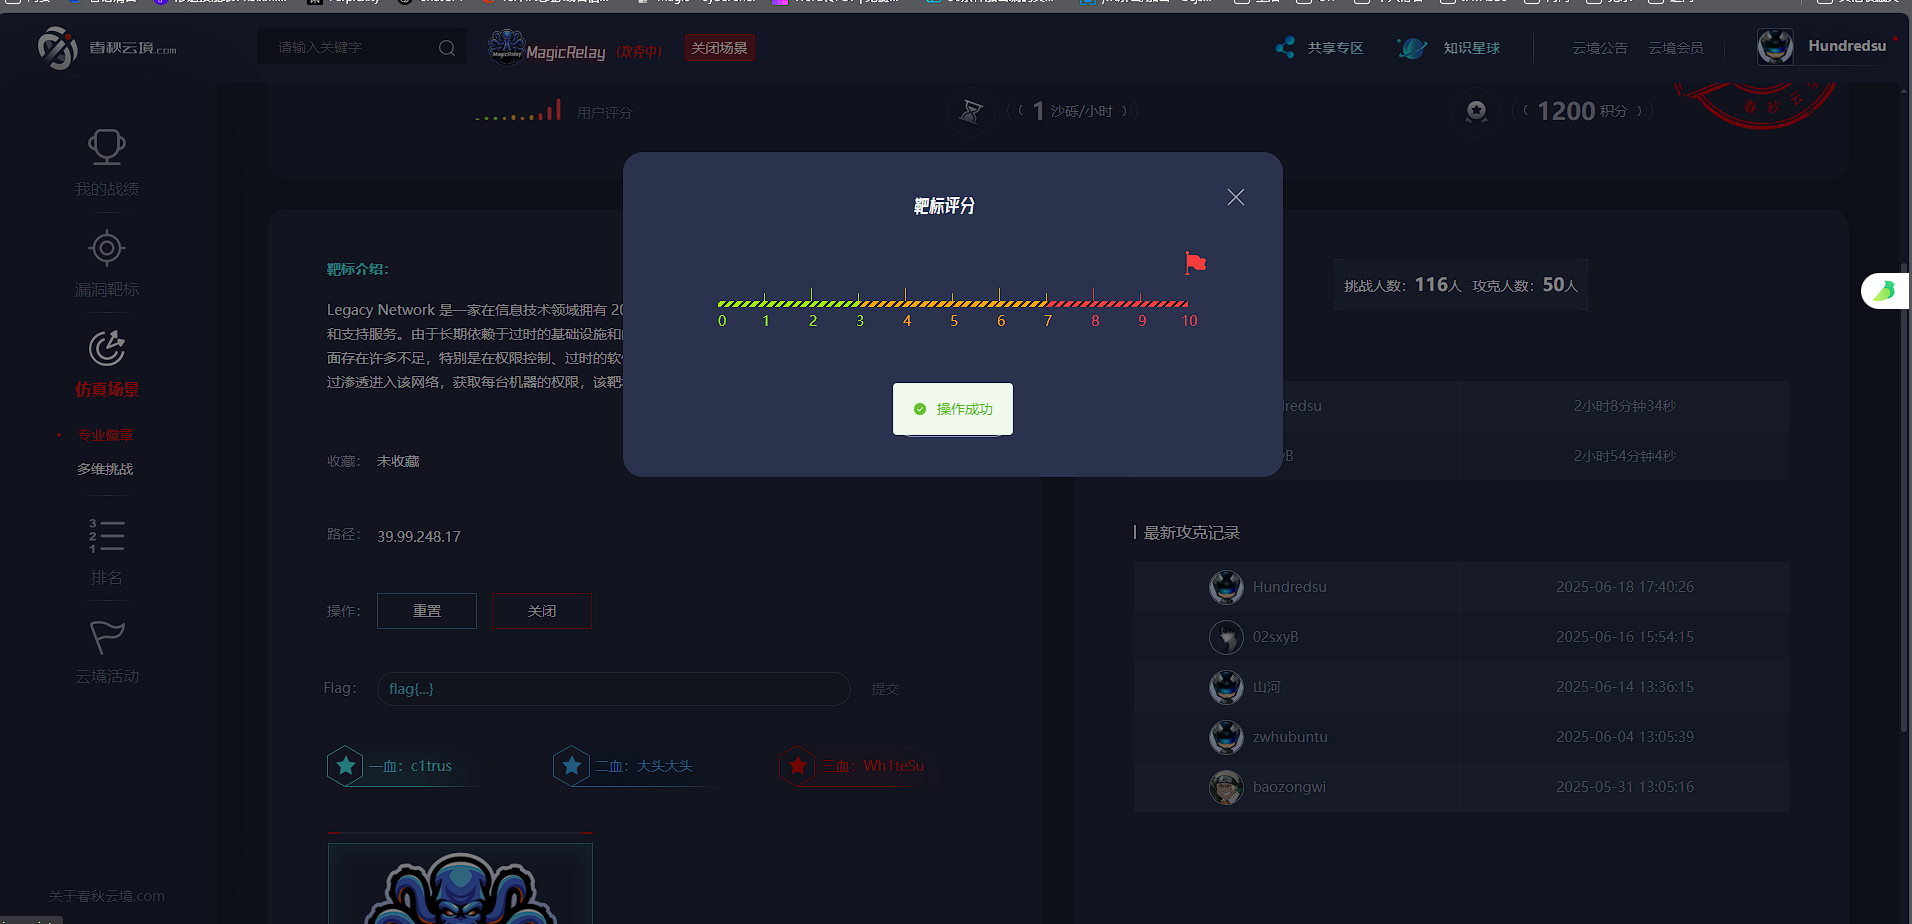 春秋云境.com
请输入关键字
MagicRelay (攻克中)
关闭场景
共享专区
知识星球
云境公告
云境会员
Hundredsu
用户评分
( 1 沙砾/小时 )
( 1200 积分 )
春秋云
我的战绩
漏洞靶标
仿真场景
专业徽章
多维挑战
3
2
1
排名
云境活动
关于春秋云境.com
靶标评分
0 1 2 3 4 5 6 7 8 9 10
操作成功
靶标介绍：
Legacy Network 是一家在信息技术领域拥有 20
和支持服务。由于长期依赖于过时的基础设施和
面存在许多不足，特别是在权限控制、过时的软
过渗透进入该网络，获取每台机器的权限，该靶
收藏： 未收藏
路径： 39.99.248.17
操作： 重置 关闭
Flag： flag{...} 提交
一血：c1trus
二血：大头大头
三血：Wh1teSu
MagicRelay
挑战人数：116人 攻克人数：50人
redsu 2小时8分钟34秒
yB 2小时54分钟4秒
最新攻克记录
Hundredsu 2025-06-18 17:40:26
02sxyB 2025-06-16 15:54:15
山河 2025-06-14 13:36:15
zwhubuntu 2025-06-04 13:05:39
baozongwi 2025-05-31 13:05:16